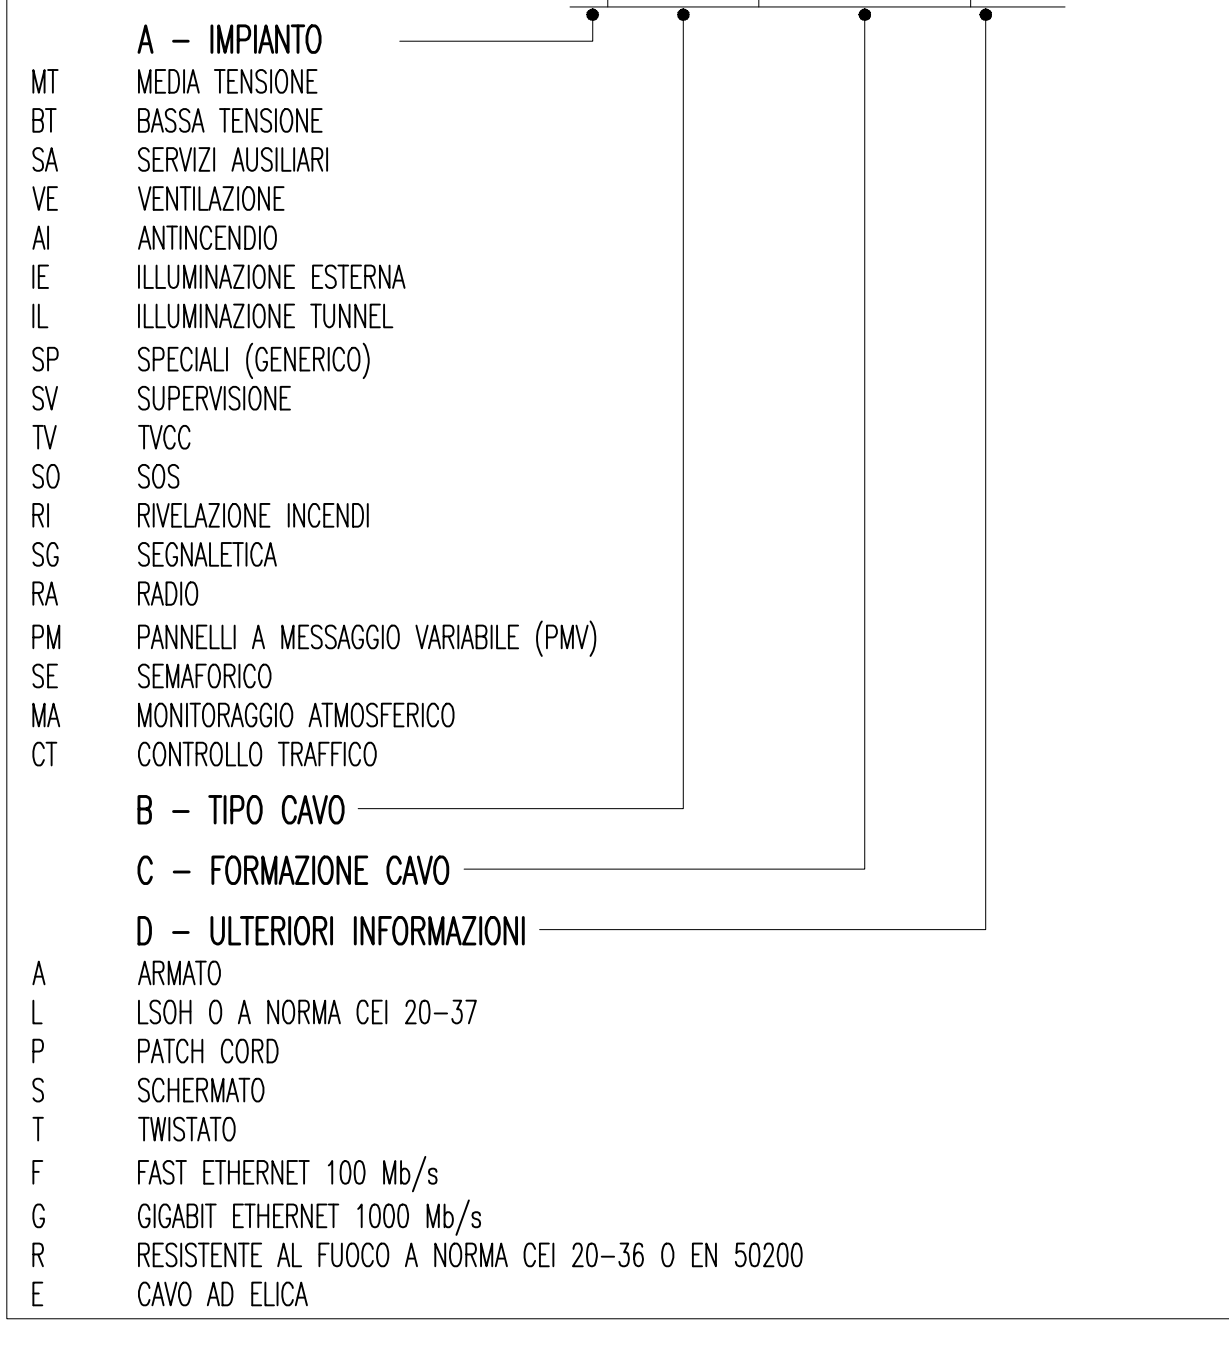 A – IMPIANTO
MT MEDIA TENSIONE
BT BASSA TENSIONE
SA SERVIZI AUSILIARI
VE VENTILAZIONE
AI ANTINCENDIO
IE ILLUMINAZIONE ESTERNA
IL ILLUMINAZIONE TUNNEL
SP SPECIALI (GENERICO)
SV SUPERVISIONE
TV TVCC
SO SOS
RI RIVELAZIONE INCENDI
SG SEGNALETICA
RA RADIO
PM PANNELLI A MESSAGGIO VARIABILE (PMV)
SE SEMAFORICO
MA MONITORAGGIO ATMOSFERICO
CT CONTROLLO TRAFFICO
B – TIPO CAVO
C – FORMAZIONE CAVO
D – ULTERIORI INFORMAZIONI
A ARMATO
L LSOH O A NORMA CEI 20–37
P PATCH CORD
S SCHERMATO
T TWISTATO
F FAST ETHERNET 100 Mb/s
G GIGABIT ETHERNET 1000 Mb/s
R RESISTENTE AL FUOCO A NORMA CEI 20–36 O EN 50200
E CAVO AD ELICA